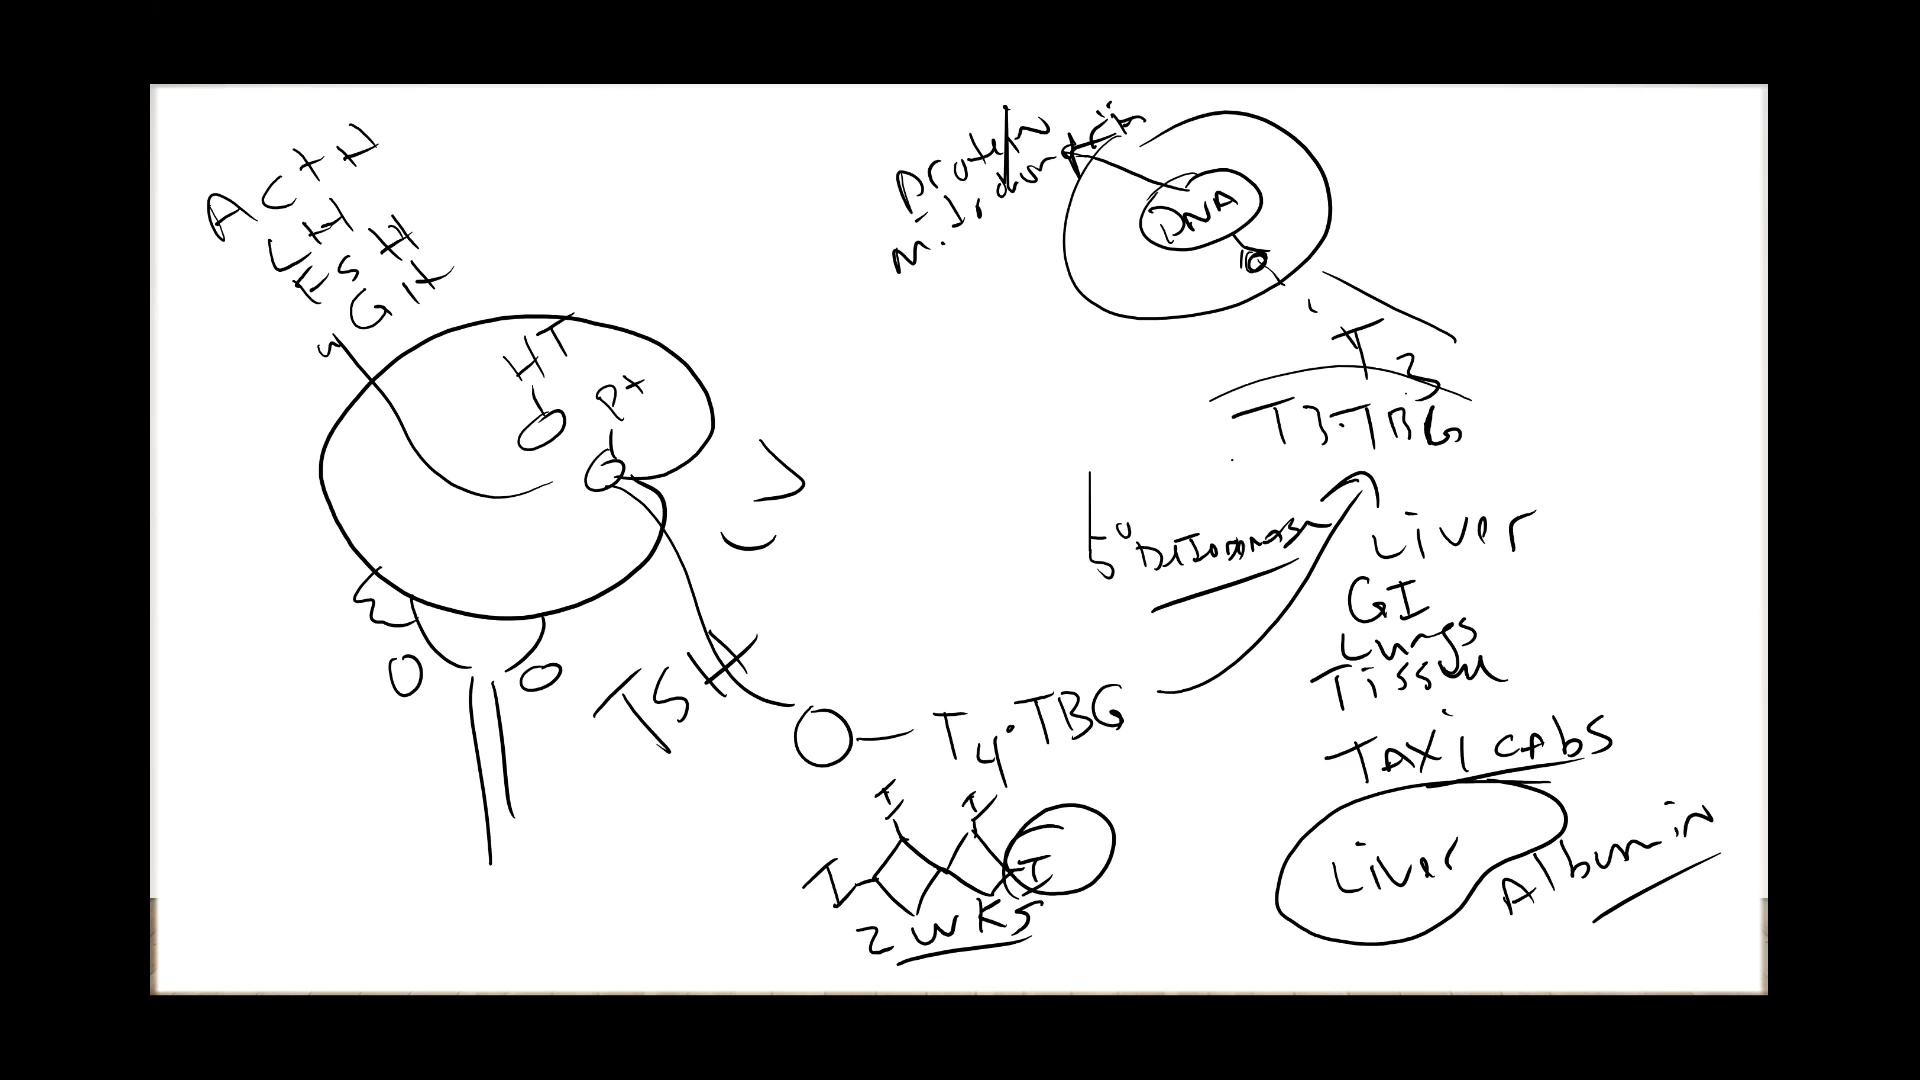 ACTH
LH
FSH
GH
HT
Pt
TSH
T4·TBG
I I
I I
2 WKS
Protein
DNA
T3
T3·TBG
5°
Liver
GI
Lungs
Tissue
TAXI cAbS
Liver
Albumin